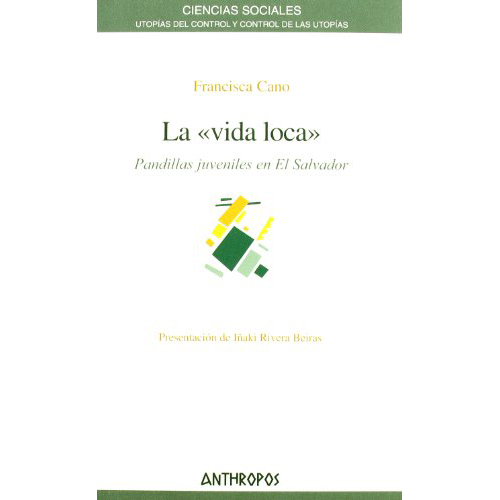 CIENCIAS SOCIALES
UTOPÍAS DEL CONTROL Y CONTROL DE LAS UTOPÍAS
Francisca Cano
La «vida loca»
Pandillas juveniles en El Salvador
Presentación de Iñaki Rivera Beiras
ANTHROPOS